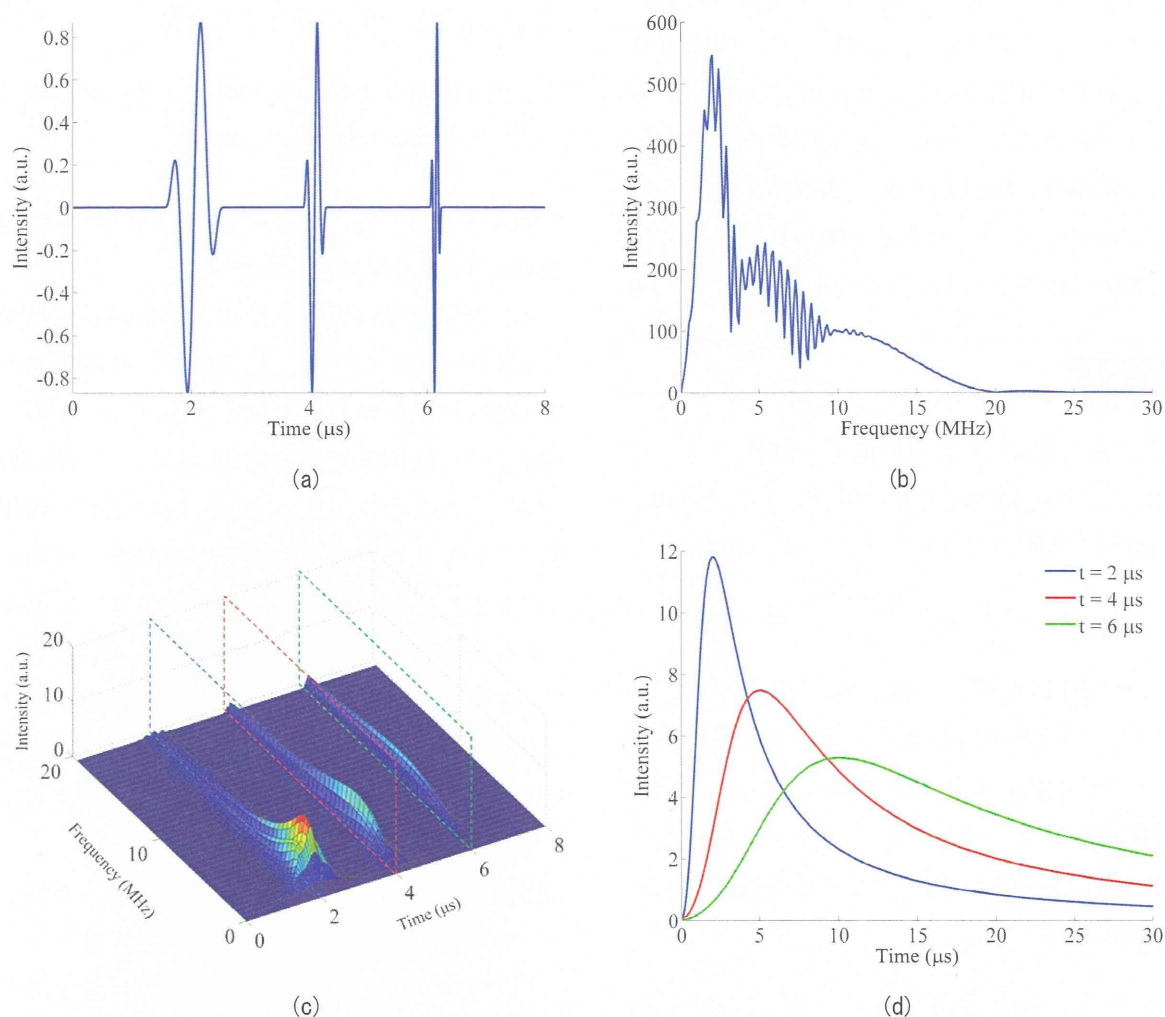 0.8
0.6
0.4
0.2
0
-0.2
-0.4
-0.6
-0.8
Intensity (a.u.)
0 2 4 6 8
Time (μs)
(a)
600
500
400
300
200
100
0
Intensity (a.u.)
0 5 10 15 20 25 30
Frequency (MHz)
(b)
20
10
0
Intensity (a.u.)
20
10
0
Frequency (MHz)
0
2
4
6
8
Time (μs)
(c)
12
10
8
6
4
2
0
Intensity (a.u.)
t = 2 μs
t = 4 μs
t = 6 μs
0 5 10 15 20 25 30
Time (μs)
(d)